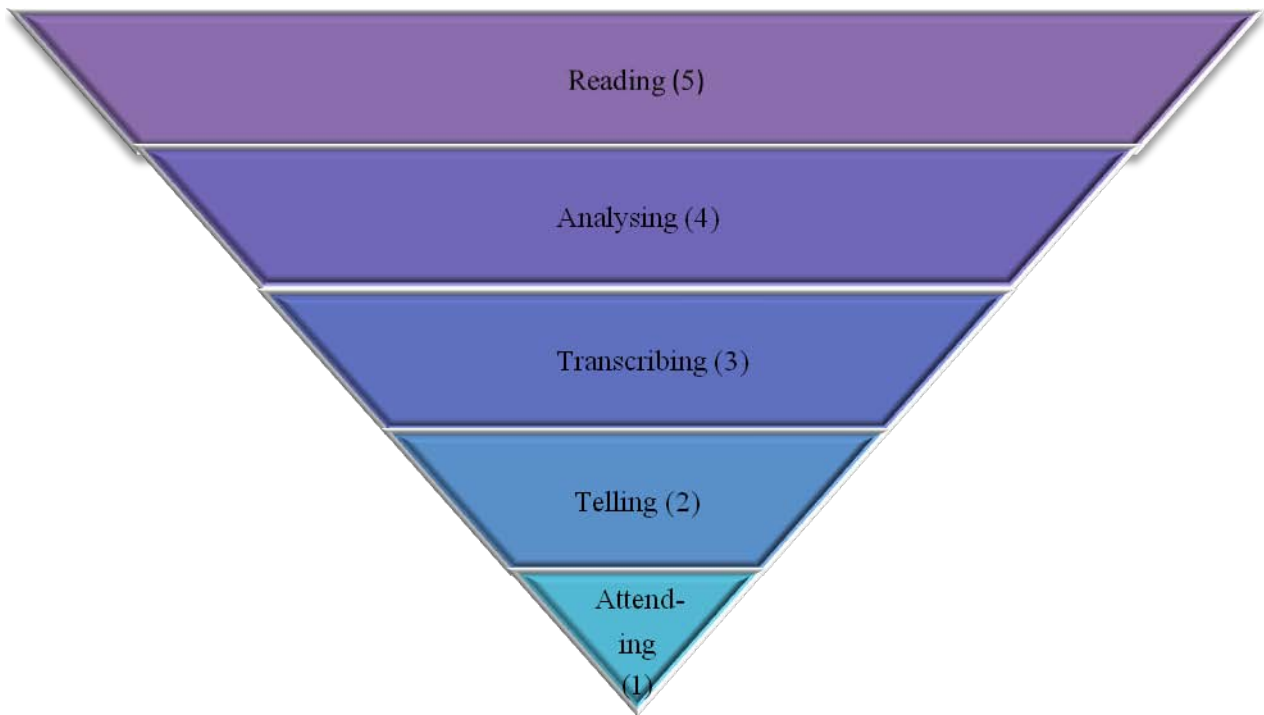 Reading (5)
Analysing (4)
Transcribing (3)
Telling (2)
Attend-
ing
(1)